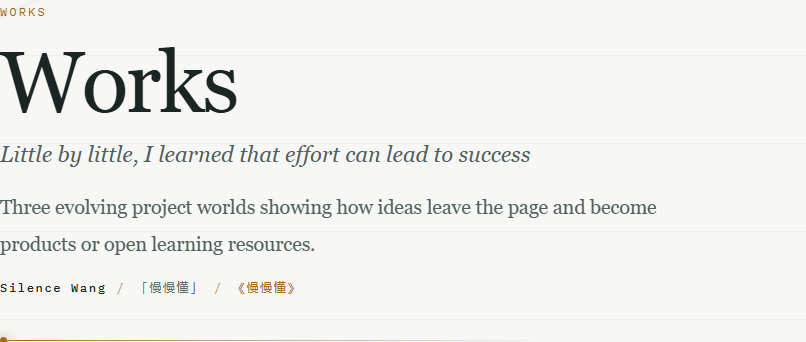 WORKS
Works
Little by little, I learned that effort can lead to success
Three evolving project worlds showing how ideas leave the page and become
products or open learning resources.
Silence Wang / 「慢慢懂」 / 《慢慢懂》